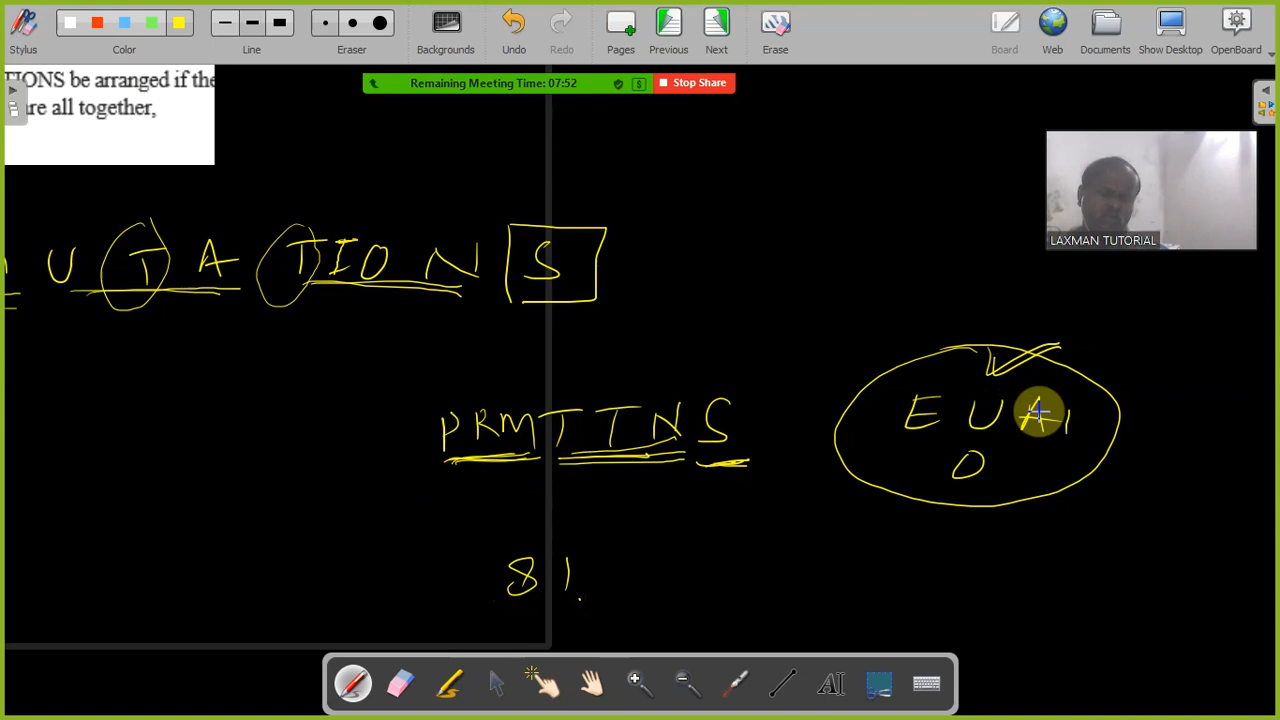 Stylus
Color
Line
Eraser
Backgrounds
Undo
Redo
Pages
Previous
Next
Erase
Board
Web
Documents
Show Desktop
OpenBoard
Remaining Meeting Time: 07:52
Stop Share
TIONS be arranged if the
are all together,
LAXMAN TUTORIAL
U T A T I O N S
P R M T T N S
E U A I
O
8!